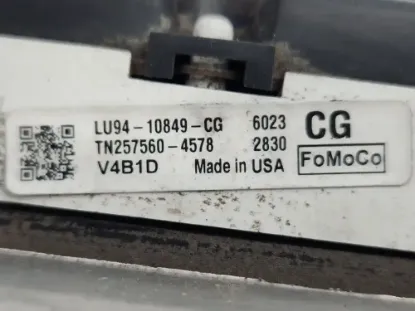 LU94-10849-CG 6023 CG
TN257560-4578 2830
V4B1D Made in USA FoMoCo